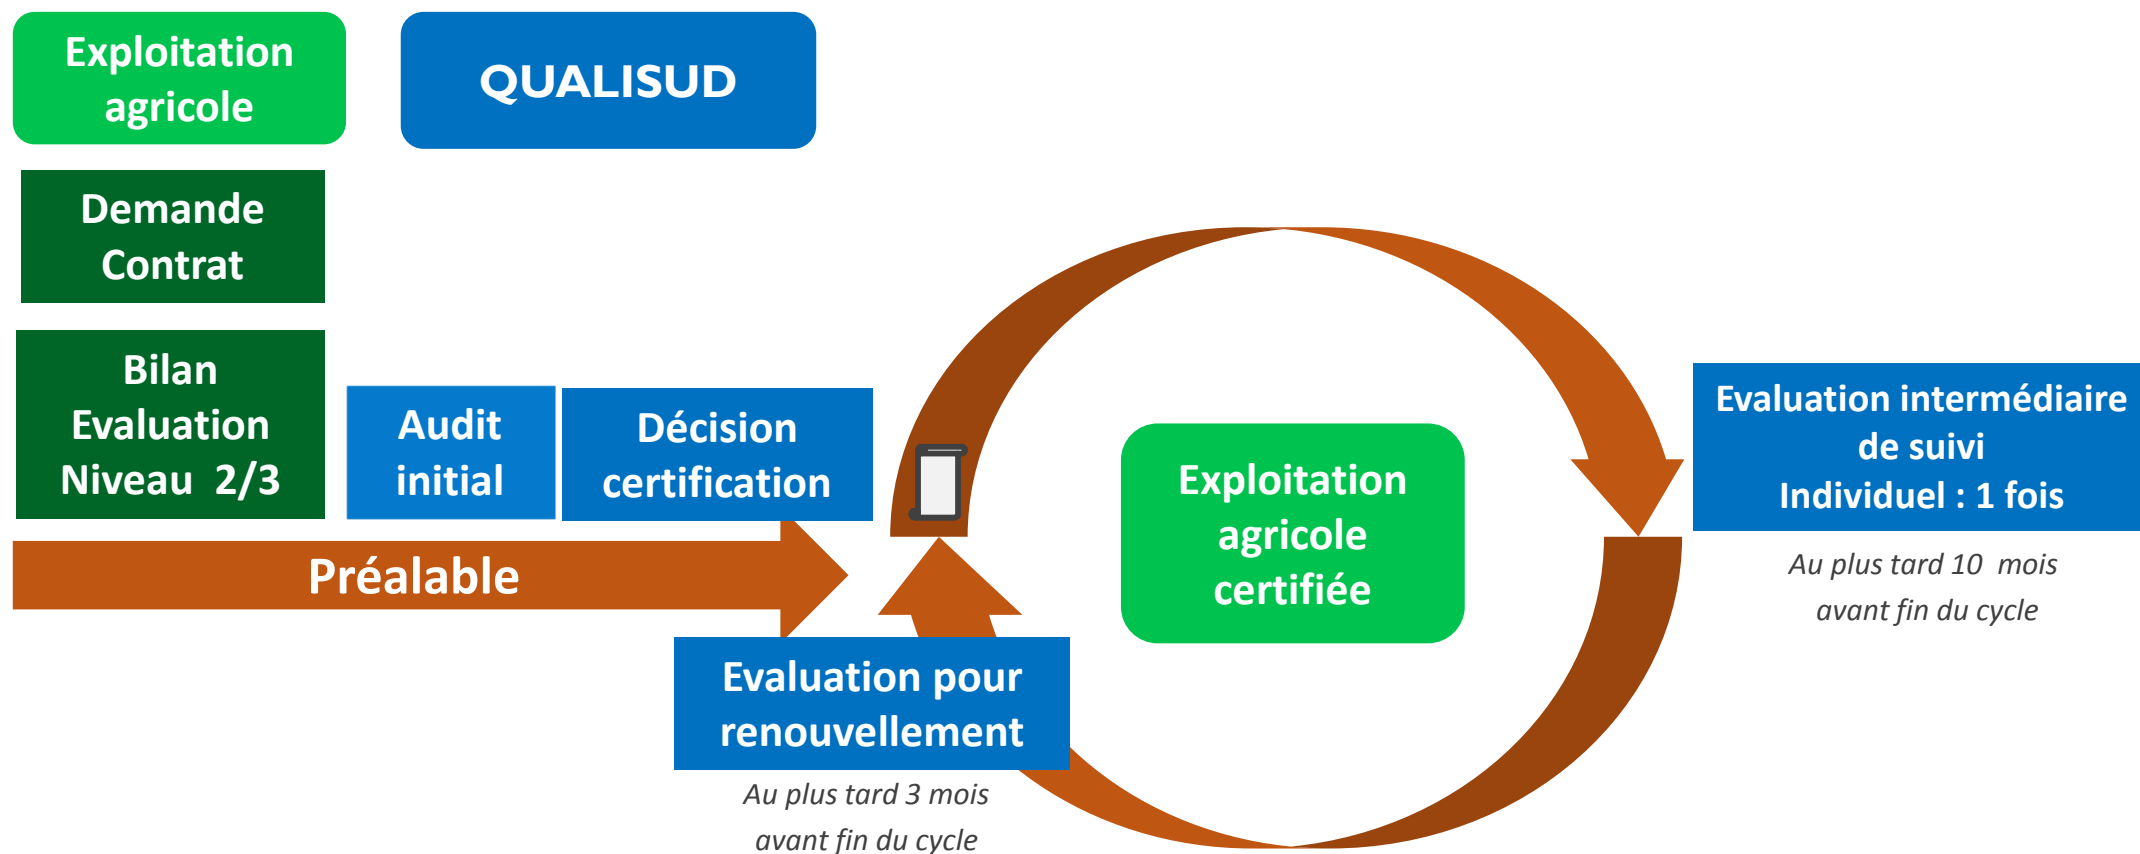 Exploitation
agricole
QUALISUD
Demande
Contrat
Bilan
Evaluation
Niveau 2/3
Audit
initial
Décision
certification
Préalable
Exploitation
agricole
certifiée
Evaluation intermédiaire
de suivi
Individuel : 1 fois
Au plus tard 10 mois
avant fin du cycle
Evaluation pour
renouvellement
Au plus tard 3 mois
avant fin du cycle